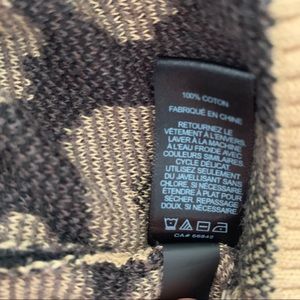 100% COTTON
FABRIQUÉ EN CHINE
RETOURNEZ LE
VÊTEMENT À L'ENVERS.
LAVER À LA MACHINE
À L'EAU FROIDE AVEC
COULEURS SIMILAIRES.
CYCLE DÉLICAT
UTILISEZ SEULEMENT
DU JAVELLISANT SANS
CHLORE, SI NÉCESSAIRE
ÉTENDRE À PLAT POUR
SÉCHER. REPASSAGE
DOUX, SI NÉCESSAIRE